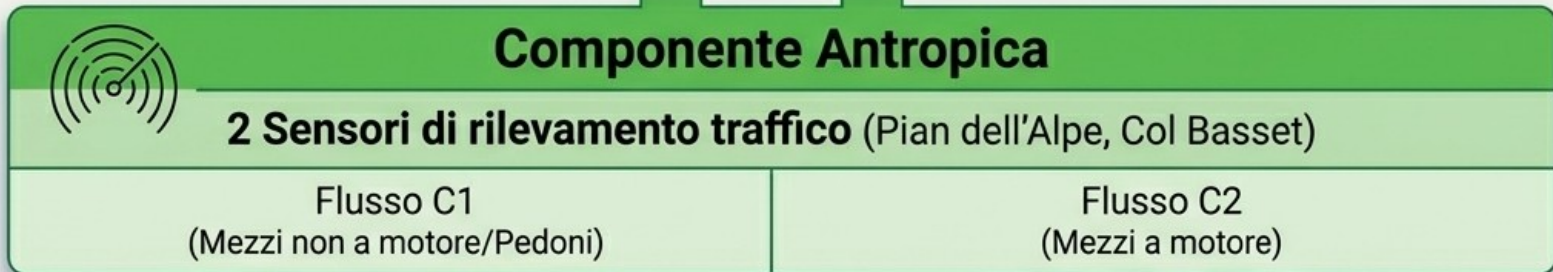 Componente Antropica
2 Sensori di rilevamento traffico (Pian dell'Alpe, Col Basset)
Flusso C1
(Mezzi non a motore/Pedoni)
Flusso C2
(Mezzi a motore)